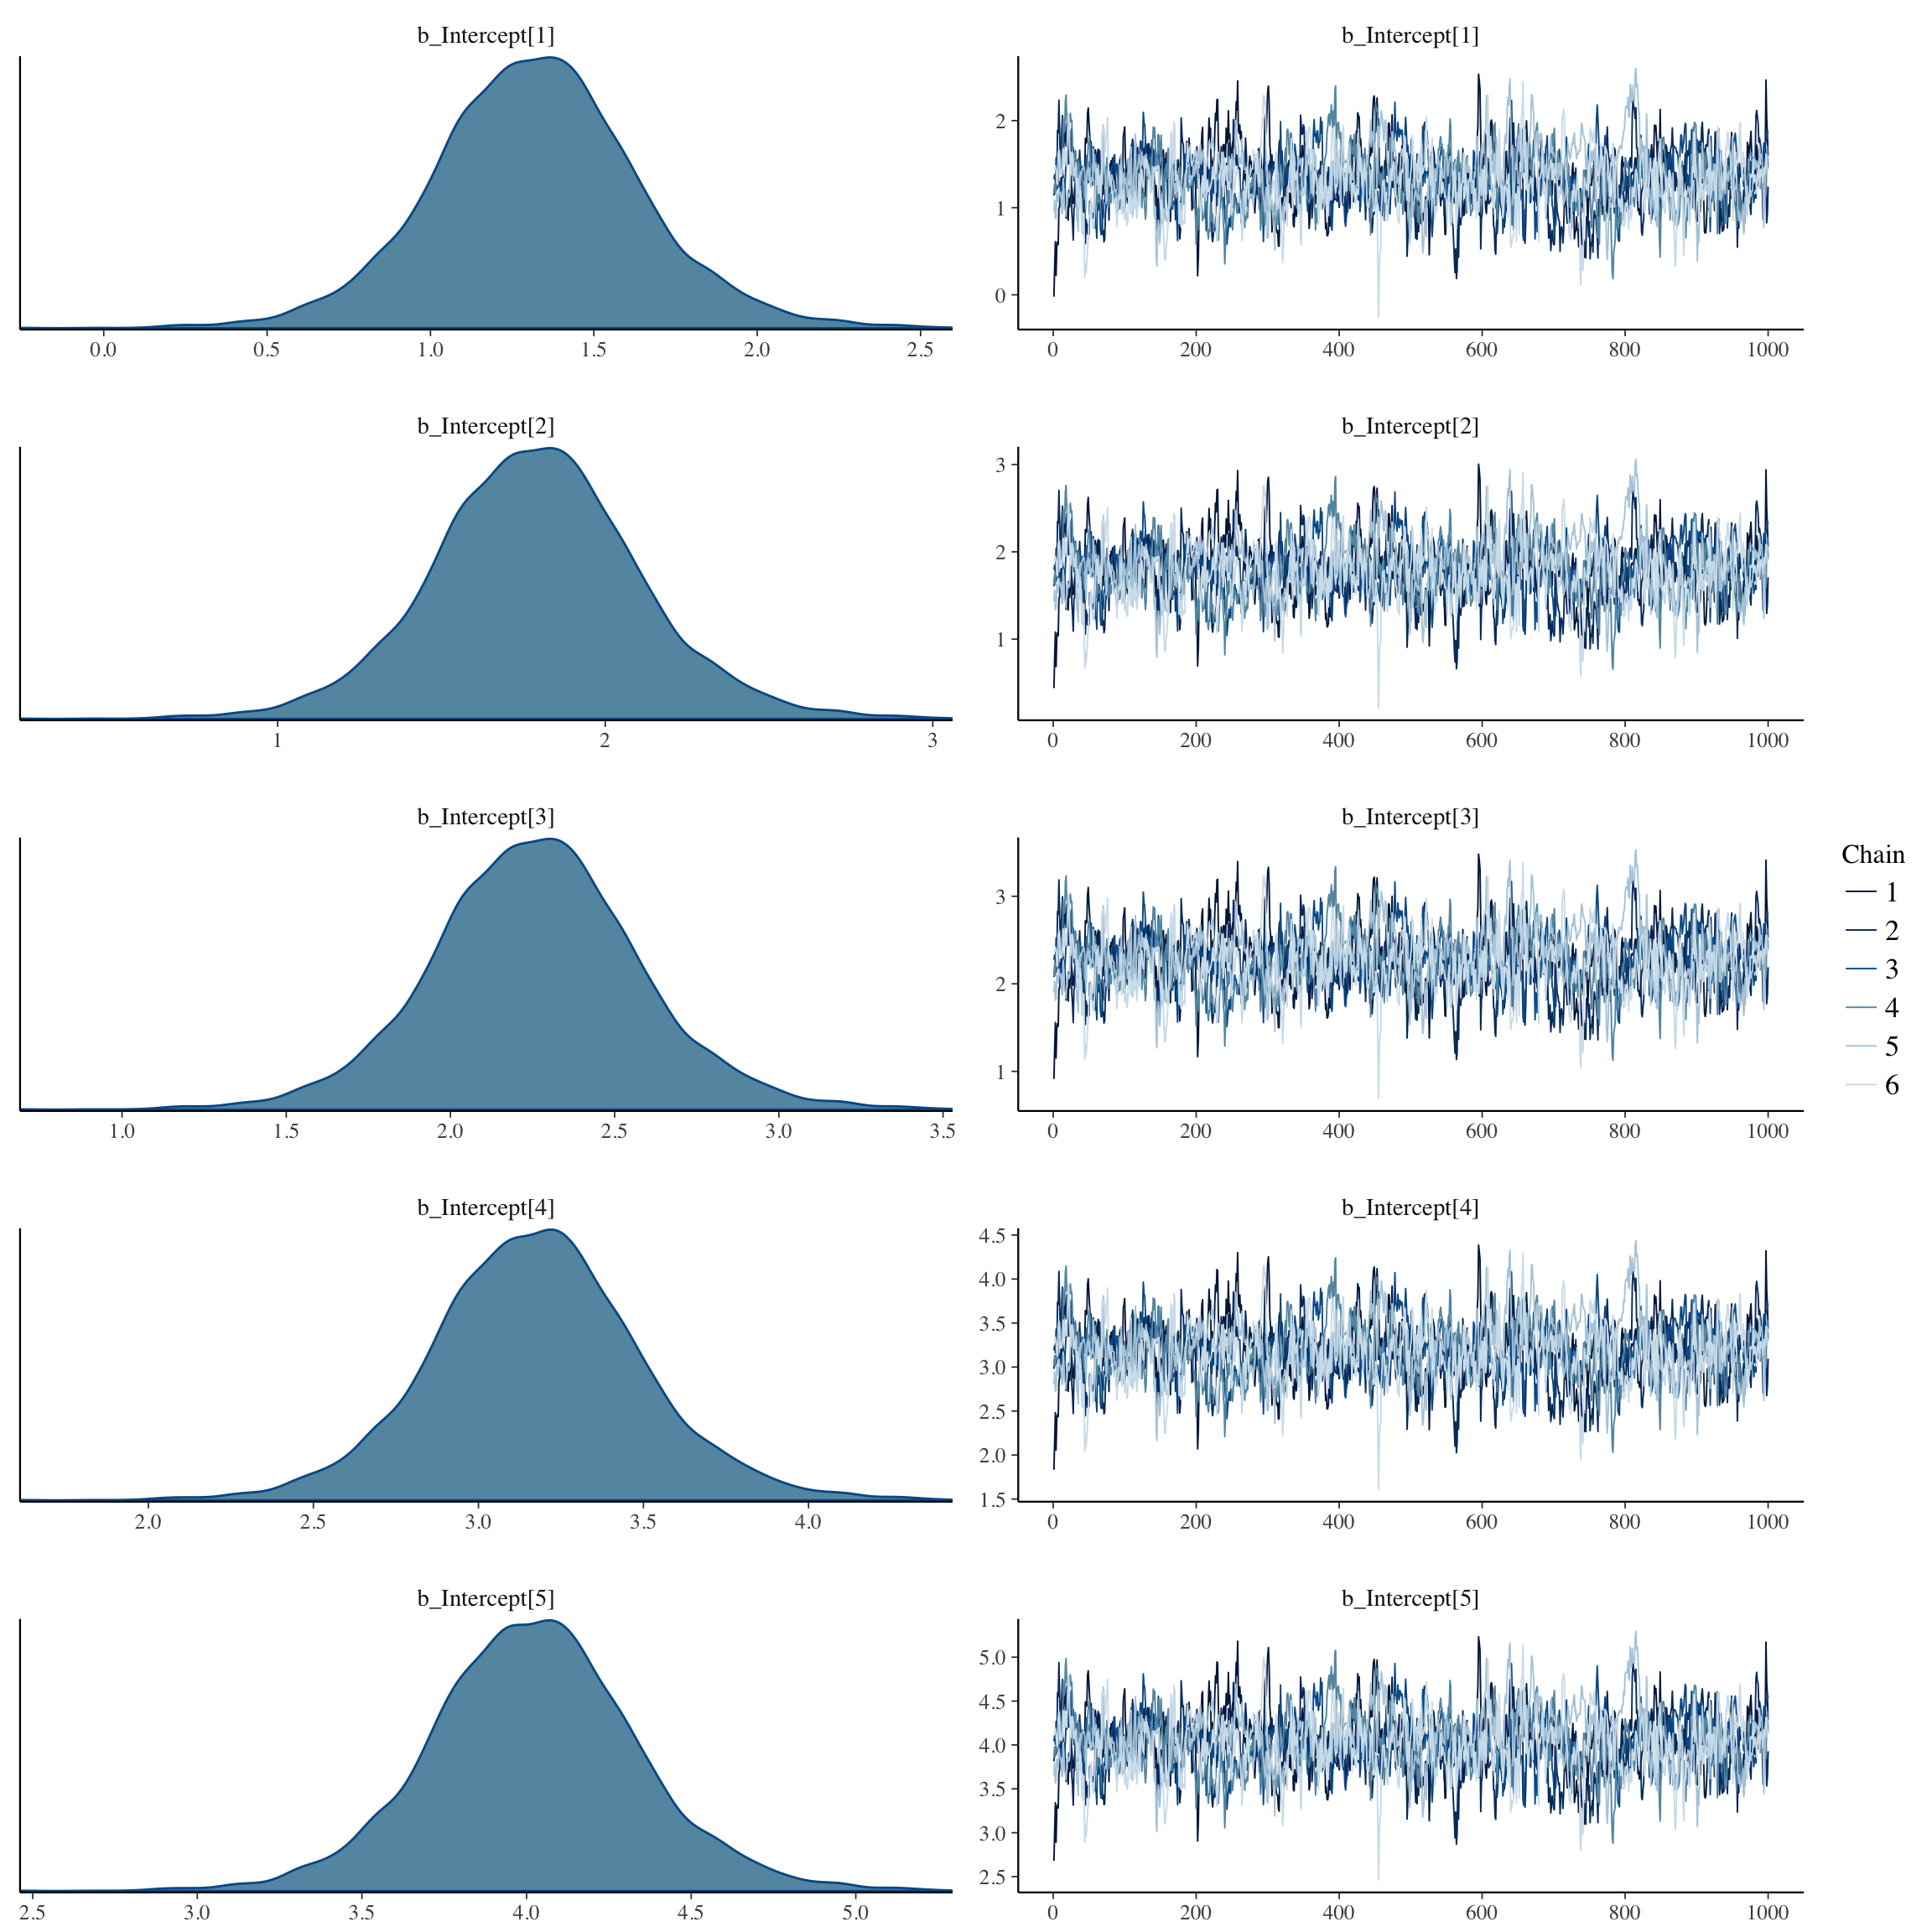 b_Intercept[1] b_Intercept[1]
2
1
0
0.0 0.5 1.0 1.5 2.0 2.5 0 200 400 600 800 1000
b_Intercept[2] b_Intercept[2]
3
2
1
1 2 3 0 200 400 600 800 1000
b_Intercept[3] b_Intercept[3]
3
2
1
1.0 1.5 2.0 2.5 3.0 3.5 0 200 400 600 800 1000
Chain
1
2
3
4
5
6
b_Intercept[4] b_Intercept[4]
4.5
4.0
3.5
3.0
2.5
2.0
1.5
2.0 2.5 3.0 3.5 4.0 0 200 400 600 800 1000
b_Intercept[5] b_Intercept[5]
5.0
4.5
4.0
3.5
3.0
2.5
2.5 3.0 3.5 4.0 4.5 5.0 0 200 400 600 800 1000